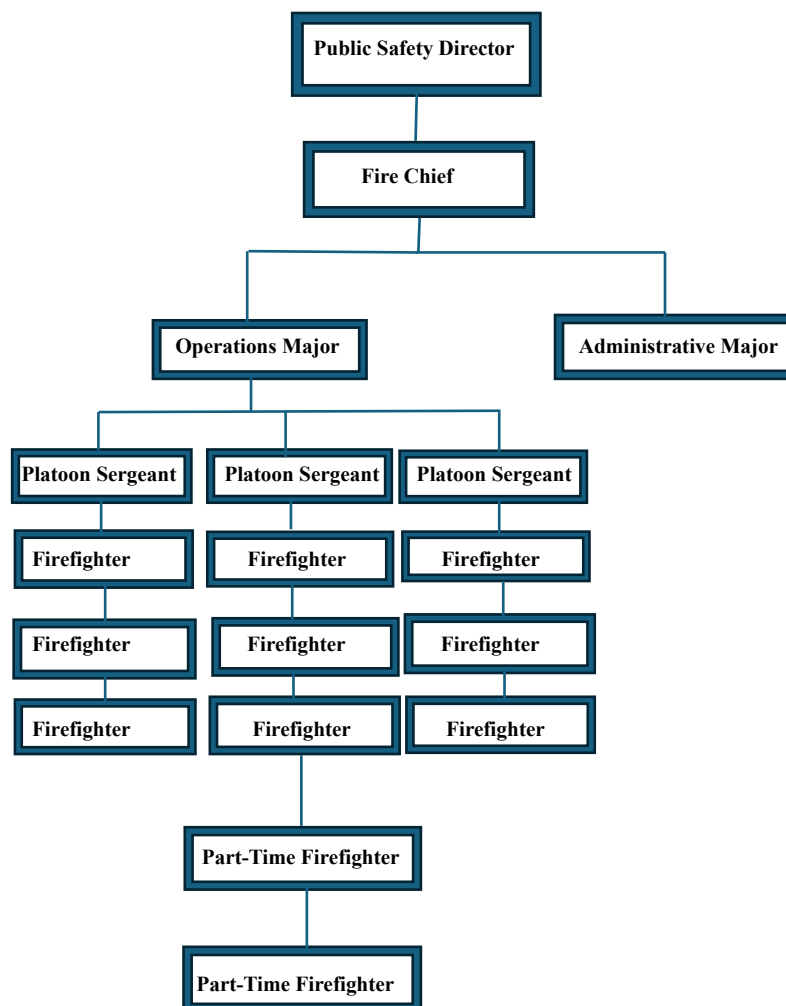 Public Safety Director
Fire Chief
Operations Major
Administrative Major
Platoon Sergeant
Platoon Sergeant
Platoon Sergeant
Firefighter
Firefighter
Firefighter
Firefighter
Firefighter
Firefighter
Firefighter
Firefighter
Firefighter
Part-Time Firefighter
Part-Time Firefighter